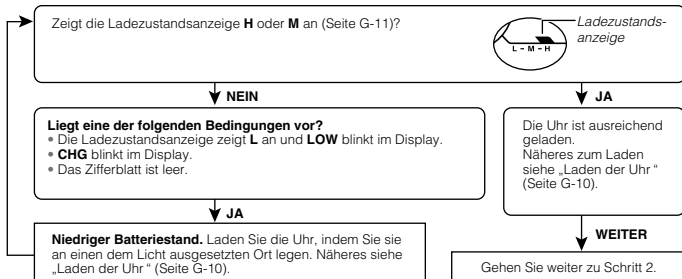 Zeigt die Ladezustandsanzeige H oder M an (Seite G-11)?
Ladezustands-
anzeige
L - M - H
NEIN
JA
Liegt eine der folgenden Bedingungen vor?
• Die Ladezustandsanzeige zeigt L an und LOW blinkt im Display.
• CHG blinkt im Display.
• Das Zifferblatt ist leer.
Die Uhr ist ausreichend
geladen.
Näheres zum Laden
siehe „Laden der Uhr “
(Seite G-10).
JA
WEITER
Niedriger Batteriestand. Laden Sie die Uhr, indem Sie sie
an einen dem Licht ausgesetzten Ort legen. Näheres siehe
„Laden der Uhr “ (Seite G-10).
Gehen Sie weiter zu Schritt 2.